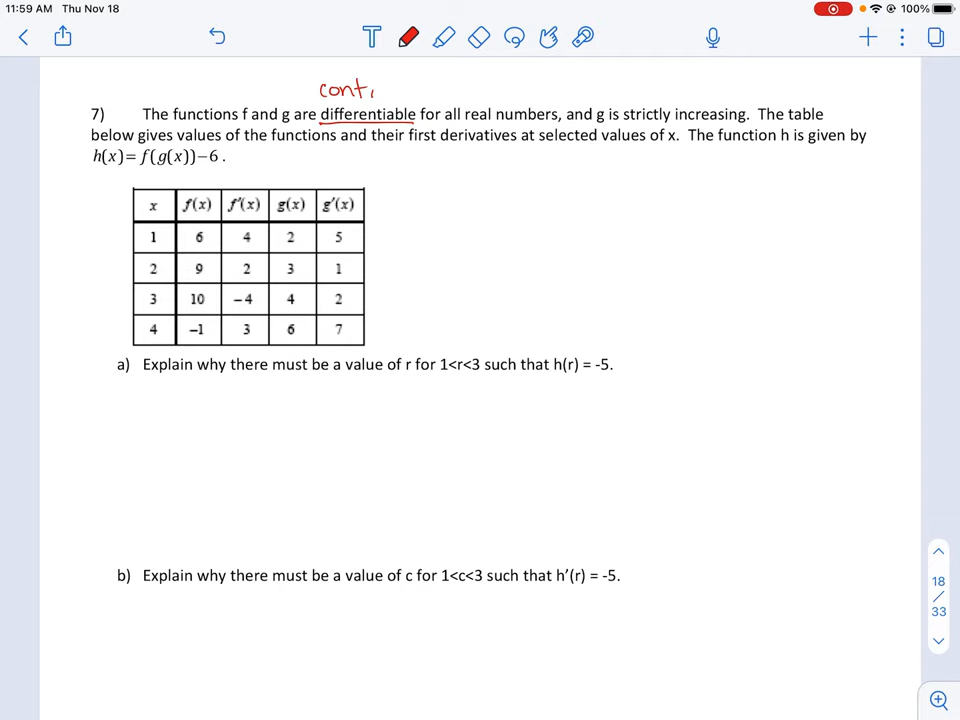 11:59 AM Thu Nov 18
100%
T
cont.
7) The functions f and g are differentiable for all real numbers, and g is strictly increasing. The table
below gives values of the functions and their first derivatives at selected values of x. The function h is given by
h(x)= f(g(x))−6 .
x f(x) f′(x) g(x) g′(x)
1 6 4 2 5
2 9 2 3 1
3 10 −4 4 2
4 −1 3 6 7
a) Explain why there must be a value of r for 1<r<3 such that h(r) = -5.
b) Explain why there must be a value of c for 1<c<3 such that h’(r) = -5.
18
/
33